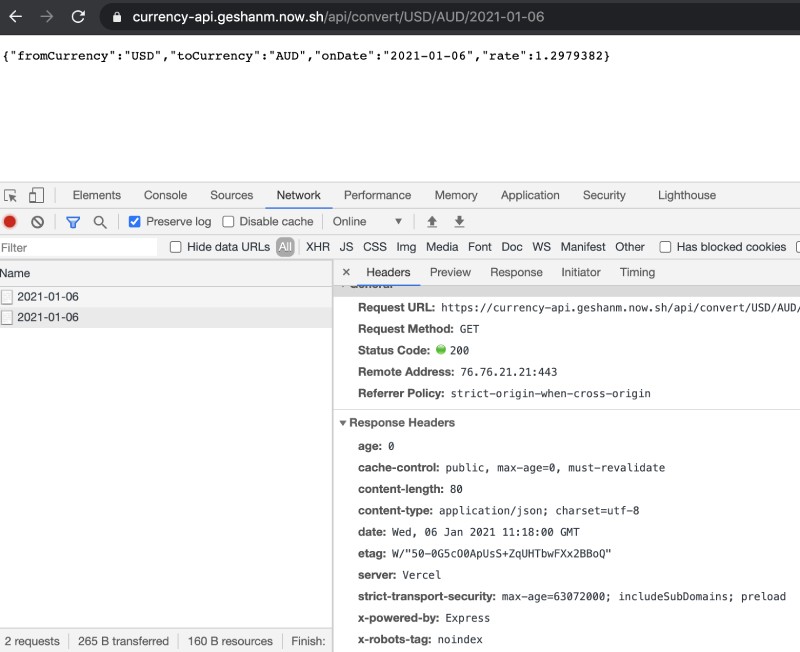 currency-api.geshanm.now.sh/api/convert/USD/AUD/2021-01-06
{"fromCurrency":"USD","toCurrency":"AUD","onDate":"2021-01-06","rate":1.2979382}
Elements Console Sources Network Performance Memory Application Security Lighthouse
Preserve log Disable cache Online
Filter Hide data URLs All XHR JS CSS Img Media Font Doc WS Manifest Other Has blocked cookies
Name
2021-01-06
2021-01-06
Headers Preview Response Initiator Timing
General
Request URL: https://currency-api.geshanm.now.sh/api/convert/USD/AUD/
Request Method: GET
Status Code: 200
Remote Address: 76.76.21.21:443
Referrer Policy: strict-origin-when-cross-origin
Response Headers
age: 0
cache-control: public, max-age=0, must-revalidate
content-length: 80
content-type: application/json; charset=utf-8
date: Wed, 06 Jan 2021 11:18:00 GMT
etag: W/"50-0G5cO0ApUsS+ZqUHTbwFXx2BBoQ"
server: Vercel
strict-transport-security: max-age=63072000; includeSubDomains; preload
x-powered-by: Express
x-robots-tag: noindex
2 requests 265 B transferred 160 B resources Finish: